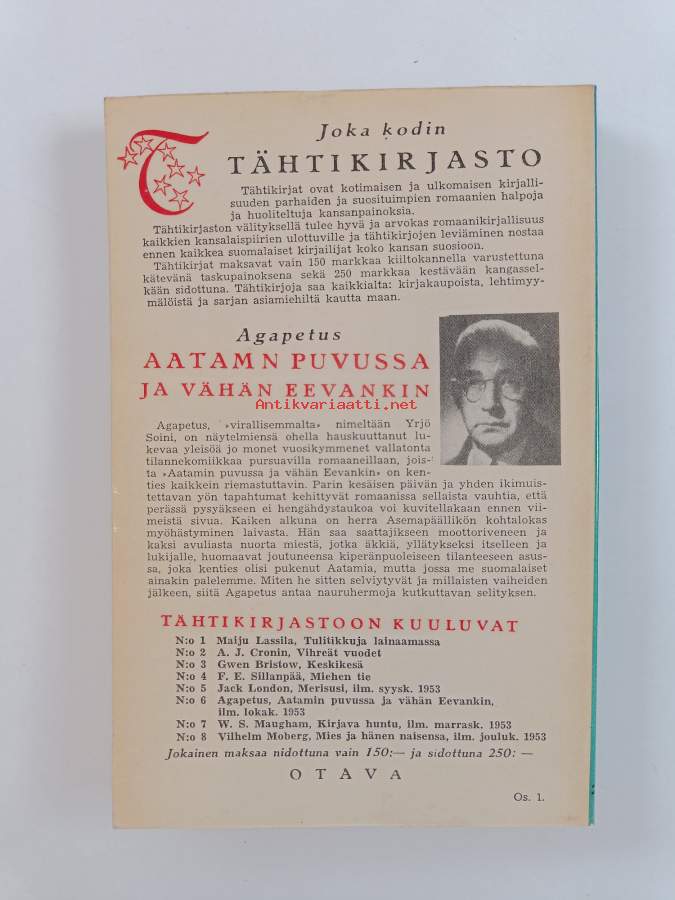 Joka kodin
TÄHTIKIRJASTO
Tähtikirjat ovat kotimaisen ja ulkomaisen kirjalli-
suuden parhaiden ja suosituimpien romaanien halpoja
ja huoliteltuja kansanpainoksia.
Tähtikirjaston välityksellä tulee hyvä ja arvokas romaanikirjallisuus
kaikkien kansalaispiirien ulottuville ja tähtikirjojen leviäminen nostaa
ennen kaikkea suomalaiset kirjailijat koko kansan suosioon.
Tähtikirjat maksavat vain 150 markkaa kiiltokannella varustettuna
kätevänä taskupainoksena sekä 250 markkaa kestävään kangassel-
kään sidottuna. Tähtikirjoja saa kaikkialta: kirjakaupoista, lehtimyy-
mälöistä ja sarjan asiamiehiltä kautta maan.
Agapetus
AATAMN PUVUSSA
JA VÄHÄN EEVANKIN
Antikvariaatti.net
Agapetus, »virallisemmalta» nimeltään Yrjö
Soini, on näytelmiensä ohella hauskuuttanut lu-
kevaa yleisöä jo monet vuosikymmenet vallatonta
tilannekomiikkaa pursuavilla romaaneillaan, jois-
ta »Aatamin puvussa ja vähän Eevankin» on ken-
ties kaikkein riemastuttavin. Parin kesäisen päivän ja yhden ikimuis-
tettavan yön tapahtumat kehittyvät romaanissa sellaista vauhtia, että
perässä pysyäkseen ei hengähdystaukoa voi kuvitellakaan ennen vii-
meistä sivua. Kaiken alkuna on herra Asemapäällikön kohtalokas
myöhästyminen laivasta. Hän saa saattajikseen moottoriveneen ja
kaksi avuliasta nuorta miestä, jotka äkkiä, yllätykseksi itselleen ja
lukijalle, huomaavat joutuneensa kiperänpuoleiseen tilanteeseen asus-
sa, joka kenties olisi pukenut Aatamia, mutta jossa me suomalaiset
ainakin palelemme. Miten he sitten selviytyvät ja millaisten vaiheiden
jälkeen, siitä Agapetus antaa nauruhermoja kutkuttavan selityksen.
TÄHTIKIRJASTOON KUULUVAT
N:o 1 Maiju Lassila, Tulitikkuja lainaamassa
N:o 2 A. J. Cronin, Vihreät vuodet
N:o 3 Gwen Bristow, Keskikesä
N:o 4 F. E. Sillanpää, Miehen tie
N:o 5 Jack London, Merisusi, ilm. syysk. 1953
N:o 6 Agapetus, Aatamin puvussa ja vähän Eevankin,
ilm. lokak. 1953
N:o 7 W. S. Maugham, Kirjava huntu, ilm. marrask. 1953
N:o 8 Vilhelm Moberg, Mies ja hänen naisensa, ilm. jouluk. 1953
Jokainen maksaa nidottuna vain 150:— ja sidottuna 250: —
OTAVA
Os. 1.